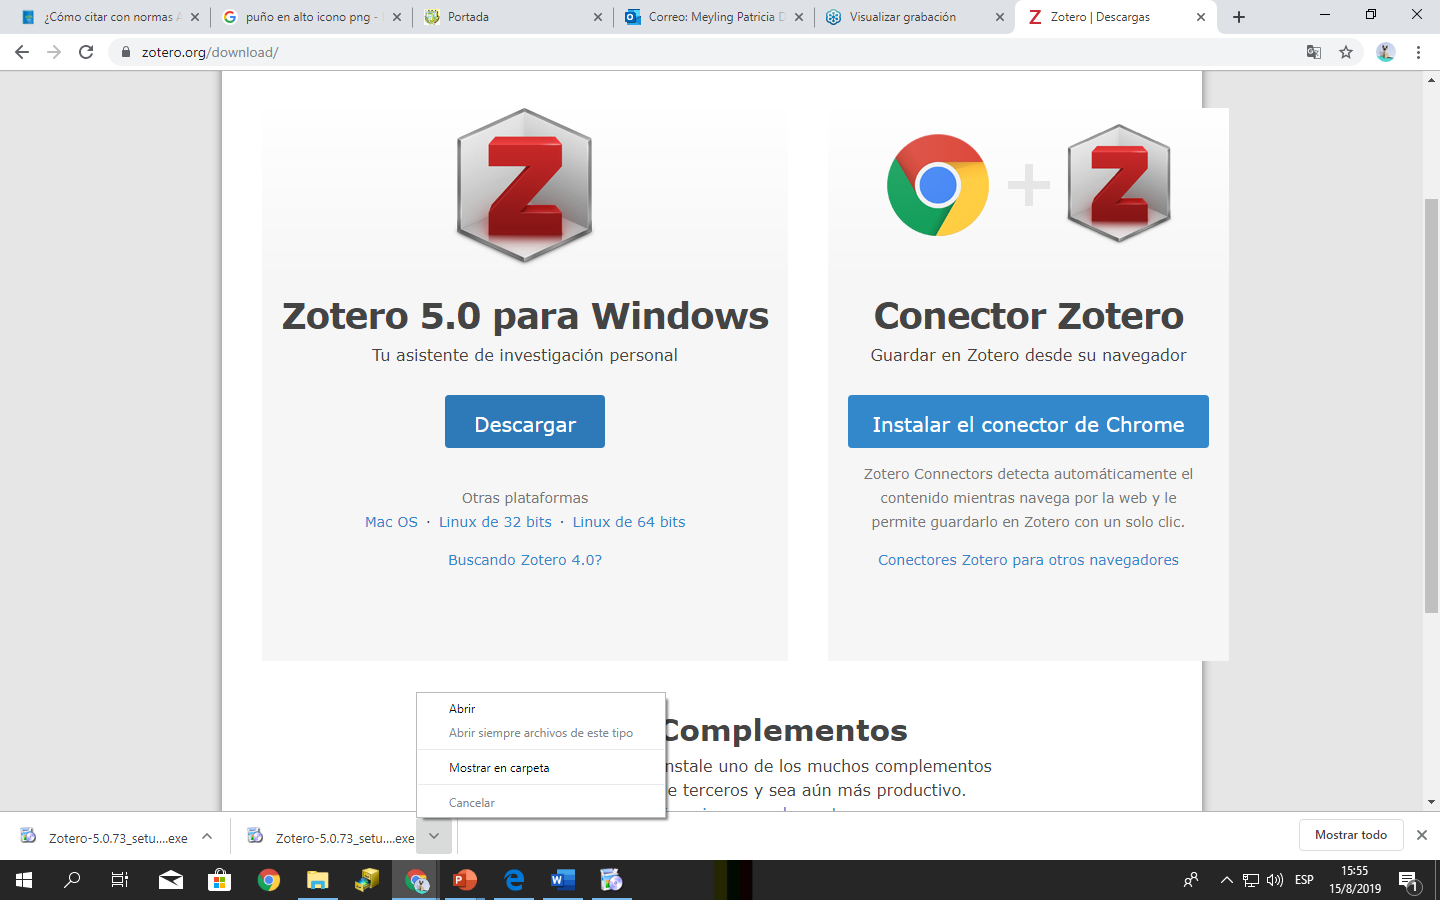 ¿Cómo citar con normas A
puño en alto icono png -
Portada
Correo: Meyling Patricia D
Visualizar grabación
Zotero | Descargas
zotero.org/download/
Zotero 5.0 para Windows
Tu asistente de investigación personal
Descargar
Otras plataformas
Mac OS · Linux de 32 bits · Linux de 64 bits
Buscando Zotero 4.0?
Conector Zotero
Guardar en Zotero desde su navegador
Instalar el conector de Chrome
Zotero Connectors detecta automáticamente el
contenido mientras navega por la web y le
permite guardarlo en Zotero con un solo clic.
Conectores Zotero para otros navegadores
Abrir
Abrir siempre archivos de este tipo
Mostrar en carpeta
Cancelar
Complementos
nstale uno de los muchos complementos
e terceros y sea aún más productivo.
Zotero-5.0.73_setu....exe
Zotero-5.0.73_setu....exe
Mostrar todo
ESP
15:55
15/8/2019
1